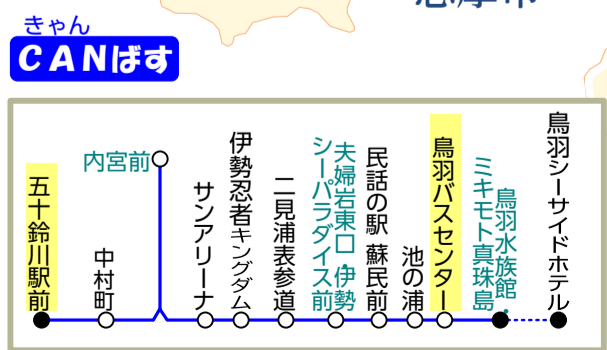 志摩市
きゃん
CANばす
五十鈴川駅前
中村町
内宮前
サンアリーナ
伊勢忍者キングダム
二見浦表参道
夫婦岩東口・伊勢
シーパラダイス前
民話の駅 蘇民前
池の浦
鳥羽バスセンター
鳥羽水族館・
ミキモト真珠島
鳥羽シーサイドホテル